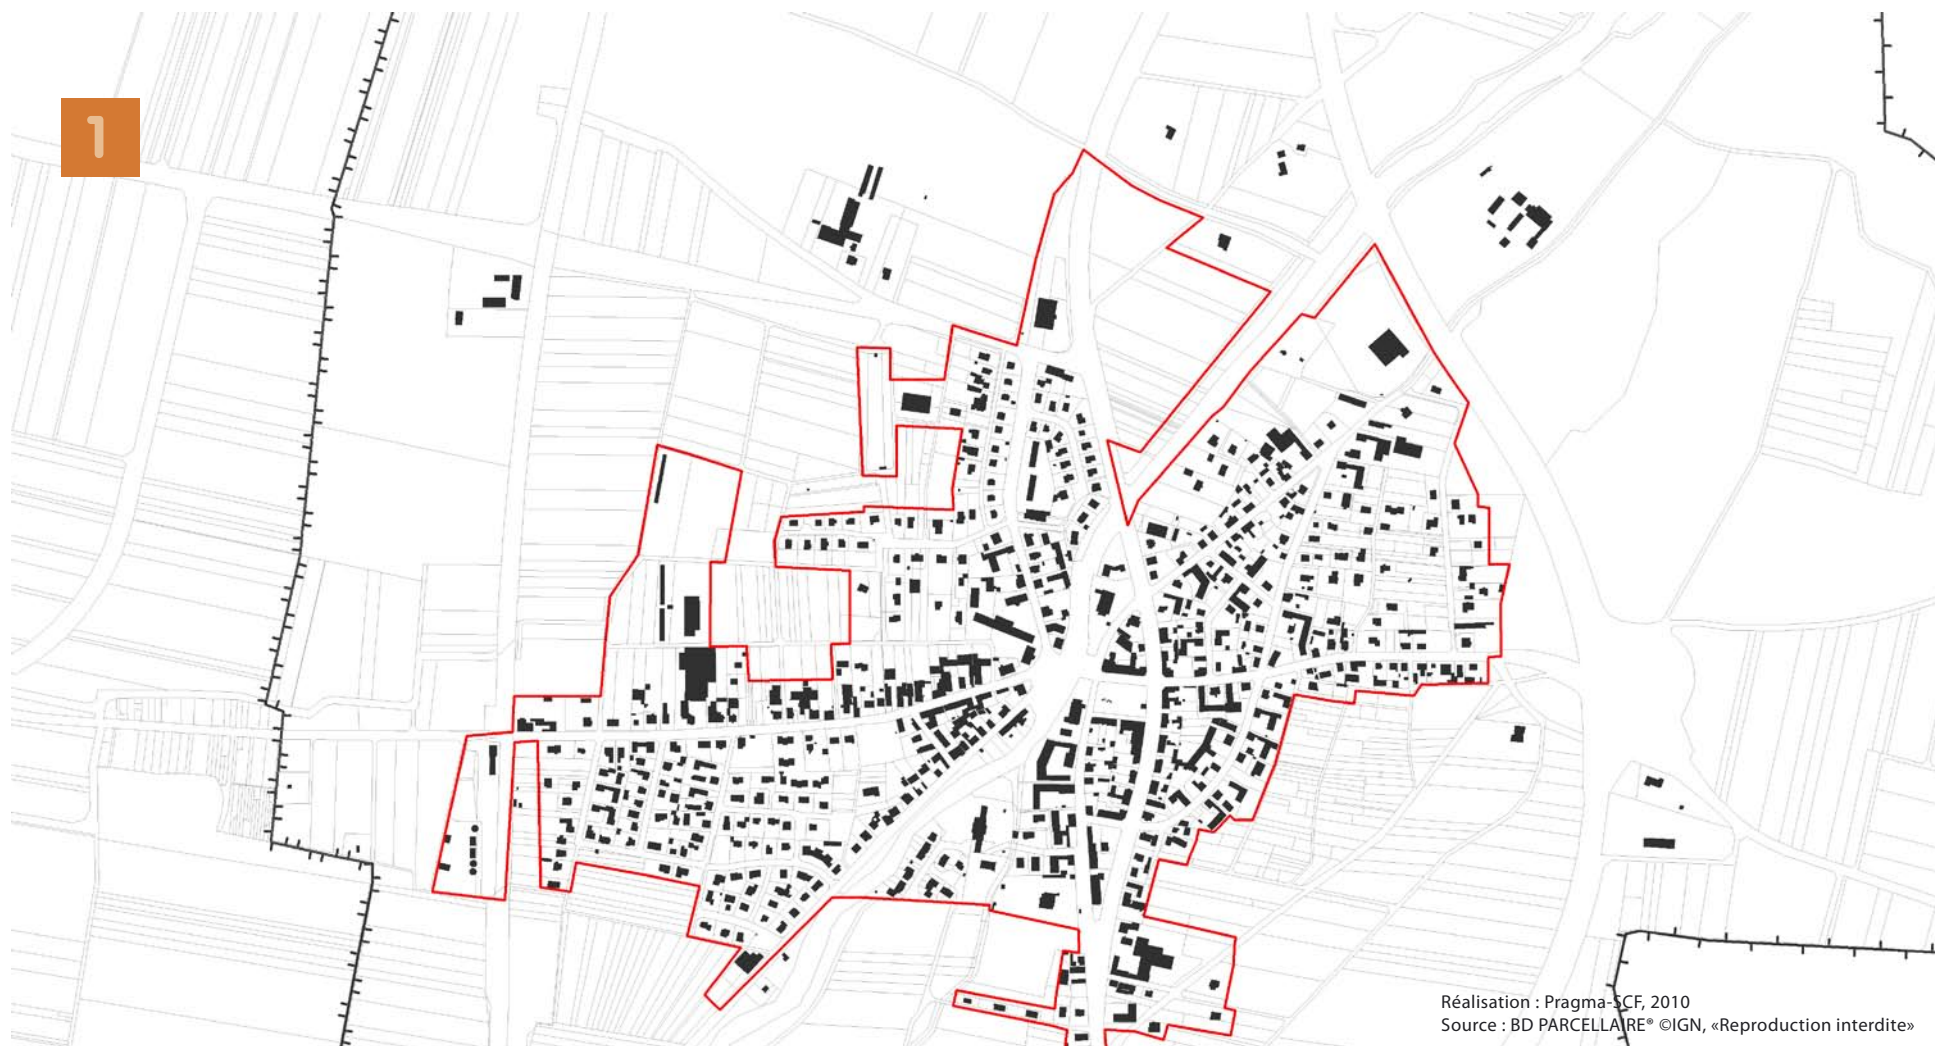 1
Réalisation : Pragma-SCF, 2010
Source : BD PARCELLAIRE® ©IGN, «Reproduction interdite»